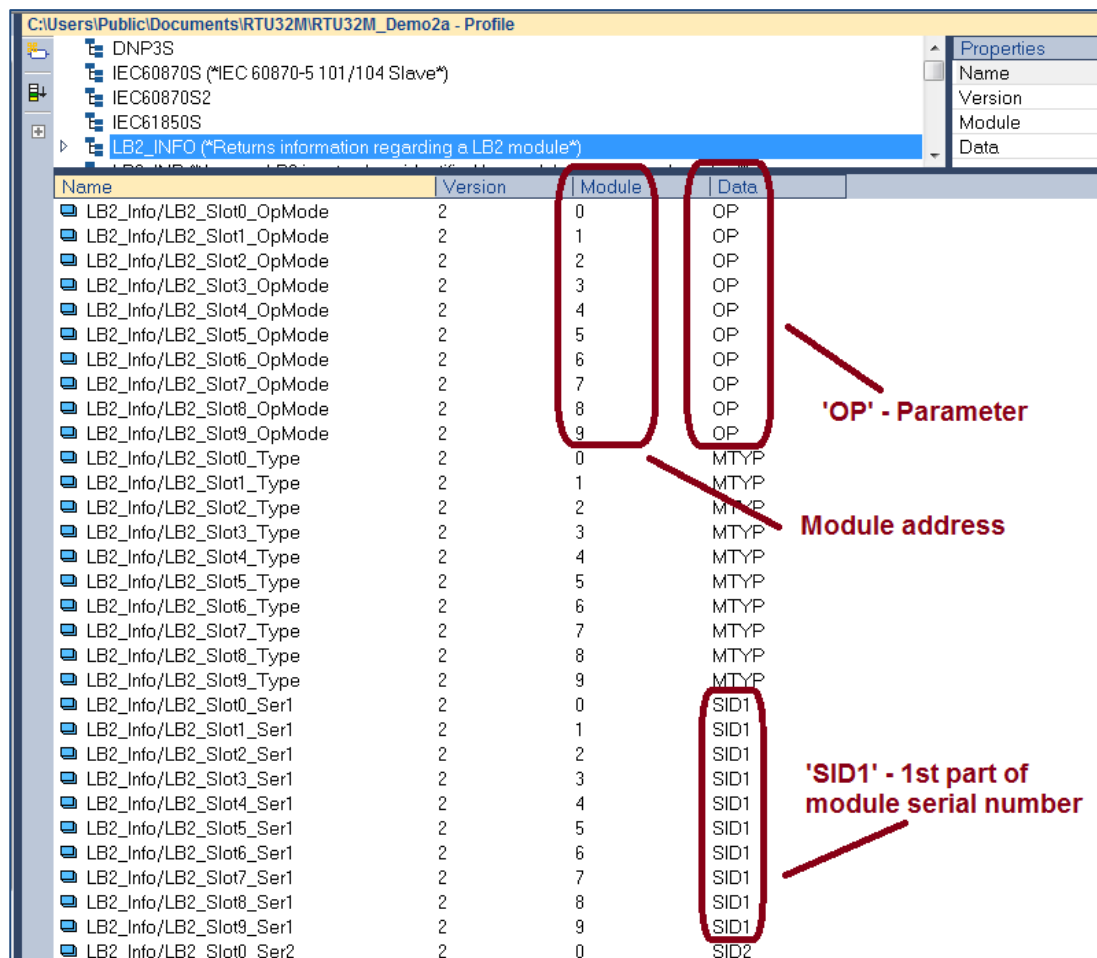 C:\Users\Public\Documents\RTU32M\RTU32M_Demo2a - Profile
DNP3S
IEC60870S (*IEC 60870-5 101/104 Slave*)
IEC60870S2
IEC61850S
LB2_INFO (*Returns information regarding a LB2 module*)
Properties
Name
Version
Module
Data
Name Version Module Data
LB2_Info/LB2_Slot0_OpMode 2 0 OP
LB2_Info/LB2_Slot1_OpMode 2 1 OP
LB2_Info/LB2_Slot2_OpMode 2 2 OP
LB2_Info/LB2_Slot3_OpMode 2 3 OP
LB2_Info/LB2_Slot4_OpMode 2 4 OP
LB2_Info/LB2_Slot5_OpMode 2 5 OP
LB2_Info/LB2_Slot6_OpMode 2 6 OP
LB2_Info/LB2_Slot7_OpMode 2 7 OP
LB2_Info/LB2_Slot8_OpMode 2 8 OP
LB2_Info/LB2_Slot9_OpMode 2 9 OP
'OP' - Parameter
LB2_Info/LB2_Slot0_Type 2 0 MTYP
LB2_Info/LB2_Slot1_Type 2 1 MTYP
LB2_Info/LB2_Slot2_Type 2 2 MTYP
LB2_Info/LB2_Slot3_Type 2 3 MTYP
LB2_Info/LB2_Slot4_Type 2 4 MTYP
LB2_Info/LB2_Slot5_Type 2 5 MTYP
LB2_Info/LB2_Slot6_Type 2 6 MTYP
LB2_Info/LB2_Slot7_Type 2 7 MTYP
LB2_Info/LB2_Slot8_Type 2 8 MTYP
LB2_Info/LB2_Slot9_Type 2 9 MTYP
Module address
LB2_Info/LB2_Slot0_Ser1 2 0 SID1
LB2_Info/LB2_Slot1_Ser1 2 1 SID1
LB2_Info/LB2_Slot2_Ser1 2 2 SID1
LB2_Info/LB2_Slot3_Ser1 2 3 SID1
LB2_Info/LB2_Slot4_Ser1 2 4 SID1
LB2_Info/LB2_Slot5_Ser1 2 5 SID1
LB2_Info/LB2_Slot6_Ser1 2 6 SID1
LB2_Info/LB2_Slot7_Ser1 2 7 SID1
LB2_Info/LB2_Slot8_Ser1 2 8 SID1
LB2_Info/LB2_Slot9_Ser1 2 9 SID1
'SID1' - 1st part of
module serial number
LB2_Info/LB2_Slot0_Ser2 2 0 SID2